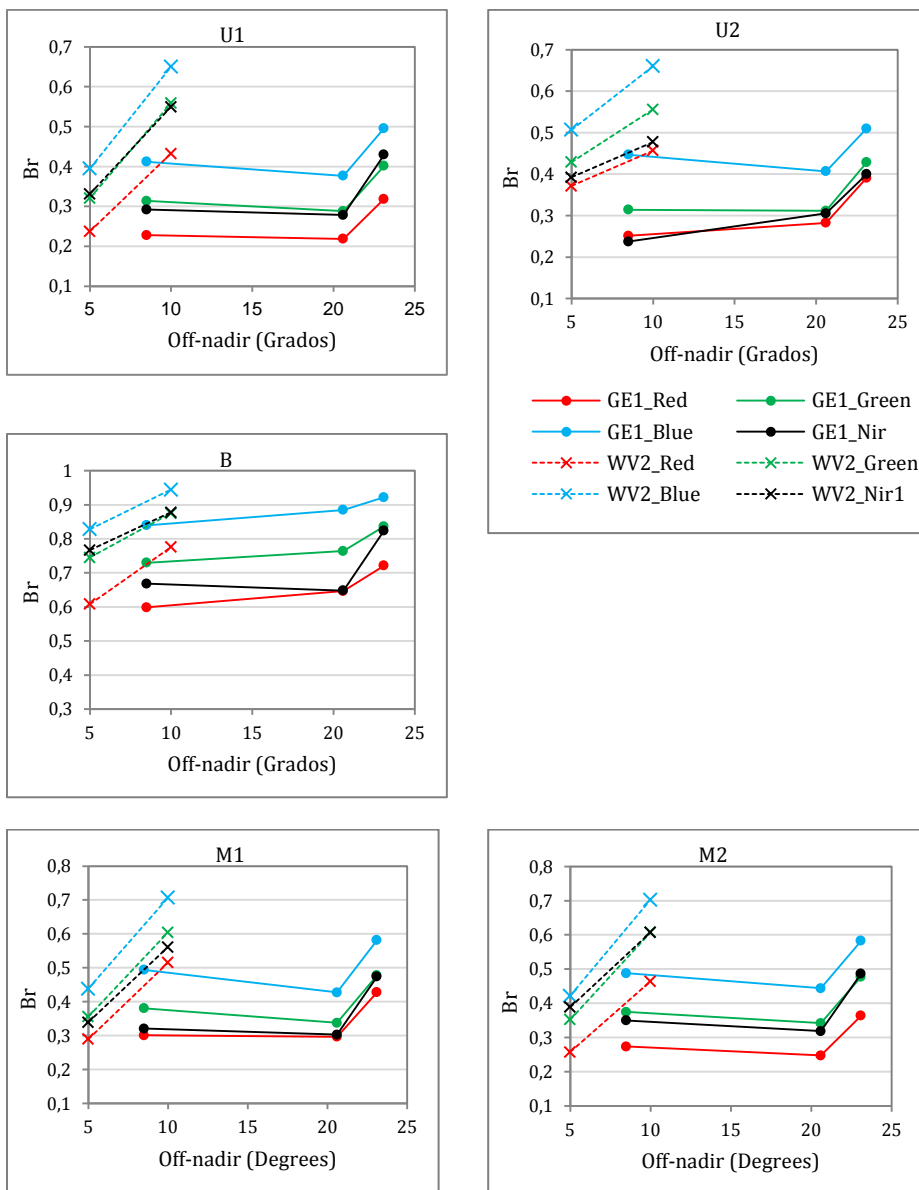 U1
0,7
0,6
0,5
0,4
0,3
0,2
0,1
Br
5 10 15 20 25
Off-nadir (Grados)
U2
0,7
0,6
0,5
0,4
0,3
0,2
0,1
Br
5 10 15 20 25
Off-nadir (Grados)
GE1_Red GE1_Green
GE1_Blue GE1_Nir
WV2_Red WV2_Green
WV2_Blue WV2_Nir1
B
1
0,9
0,8
0,7
0,6
0,5
0,4
0,3
Br
5 10 15 20 25
Off-nadir (Grados)
M1
0,8
0,7
0,6
0,5
0,4
0,3
0,2
0,1
Br
5 10 15 20 25
Off-nadir (Degrees)
M2
0,8
0,7
0,6
0,5
0,4
0,3
0,2
0,1
Br
5 10 15 20 25
Off-nadir (Degrees)